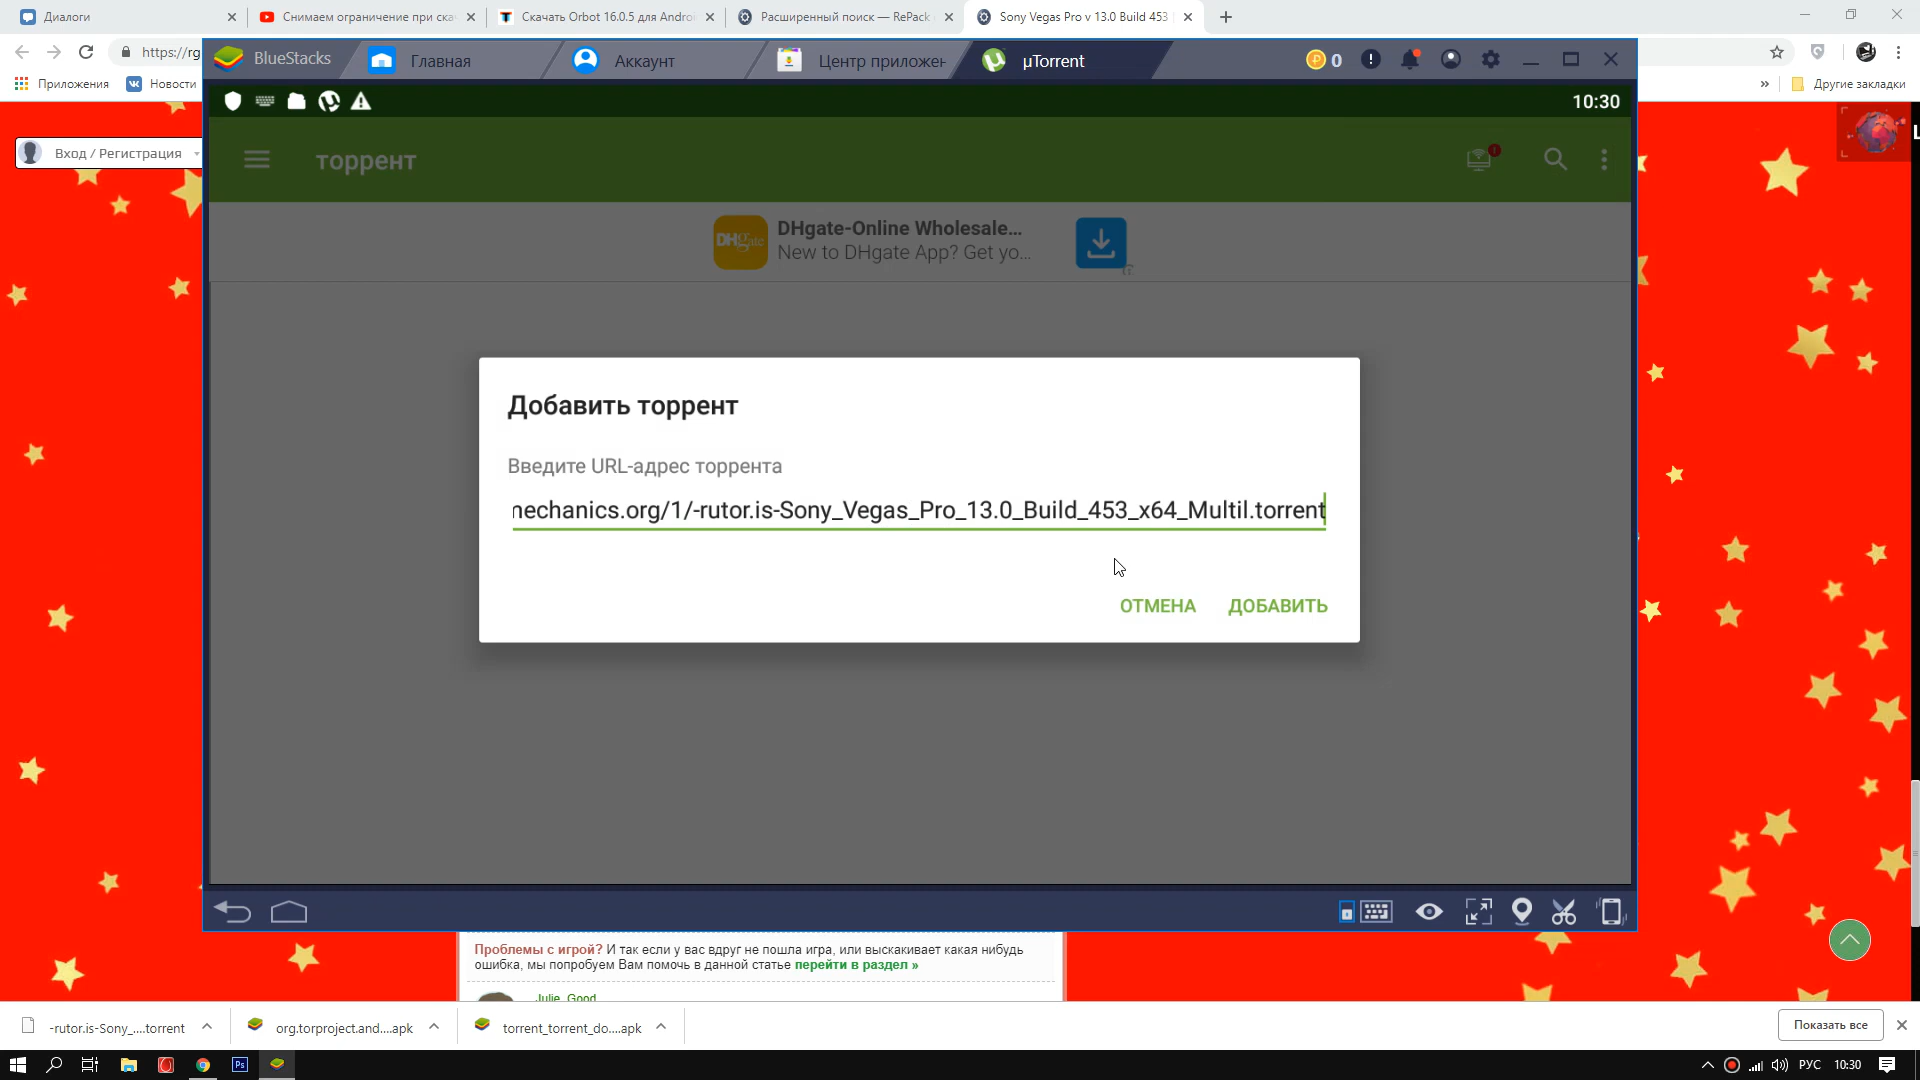 Диалоги
Снимаем ограничение при ска
Скачать Orbot 16.0.5 для Androi
Расширенный поиск — RePack
Sony Vegas Pro v 13.0 Build 453
https://rg
BlueStacks
Главная
Аккаунт
Центр приложен
µTorrent
0
Приложения
Новости
»
Другие закладки
10:30
Вход / Регистрация
торрент
DHgate
DHgate-Online Wholesale...
New to DHgate App? Get yo...
Добавить торрент
Введите URL-адрес торрента
nechanics.org/1/-rutor.is-Sony_Vegas_Pro_13.0_Build_453_x64_Multil.torrent
ОТМЕНА
ДОБАВИТЬ
Проблемы с игрой? И так если у вас вдруг не пошла игра, или выскакивает какая нибудь
ошибка, мы попробуем Вам помочь в данной статье перейти в раздел »
Julie_Good
-rutor.is-Sony_....torrent
org.torproject.and....apk
torrent_torrent_do....apk
Показать все
Ps
РУС
10:30